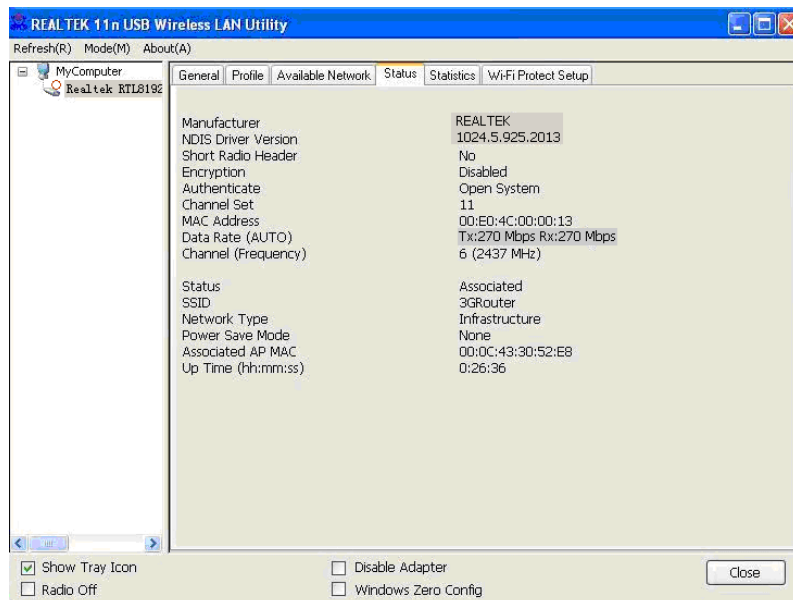 REALTEK 11n USB Wireless LAN Utility
Refresh(R) Mode(M) About(A)
MyComputer
Realtek RTL8192
General Profile Available Network Status Statistics Wi-Fi Protect Setup
Manufacturer REALTEK
NDIS Driver Version 1024.5.925.2013
Short Radio Header No
Encryption Disabled
Authenticate Open System
Channel Set 11
MAC Address 00:E0:4C:00:00:13
Data Rate (AUTO) Tx:270 Mbps Rx:270 Mbps
Channel (Frequency) 6 (2437 MHz)
Status Associated
SSID 3GRouter
Network Type Infrastructure
Power Save Mode None
Associated AP MAC 00:0C:43:30:52:E8
Up Time (hh:mm:ss) 0:26:36
Show Tray Icon Disable Adapter
Radio Off Windows Zero Config
Close